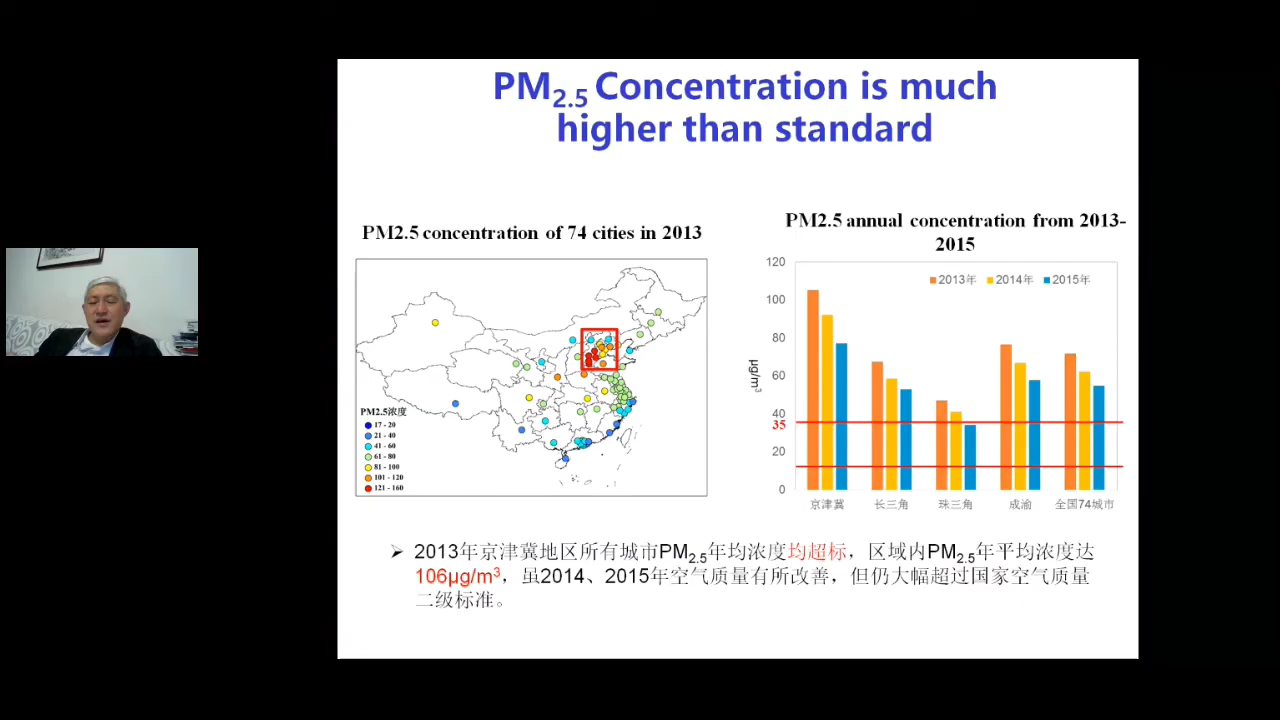 PM2.5 Concentration is much
higher than standard
PM2.5 concentration of 74 cities in 2013
PM2.5浓度
17 - 20
21 - 40
41 - 60
61 - 80
81 - 100
101 - 120
121 - 160
PM2.5 annual concentration from 2013-
2015
2013年 2014年 2015年
μg/m3
120
100
80
60
40
35
20
0
京津冀 长三角 珠三角 成渝 全国74城市
➢ 2013年京津冀地区所有城市PM2.5年均浓度均超标，区域内PM2.5年平均浓度达
106μg/m3，虽2014、2015年空气质量有所改善，但仍大幅超过国家空气质量
二级标准。